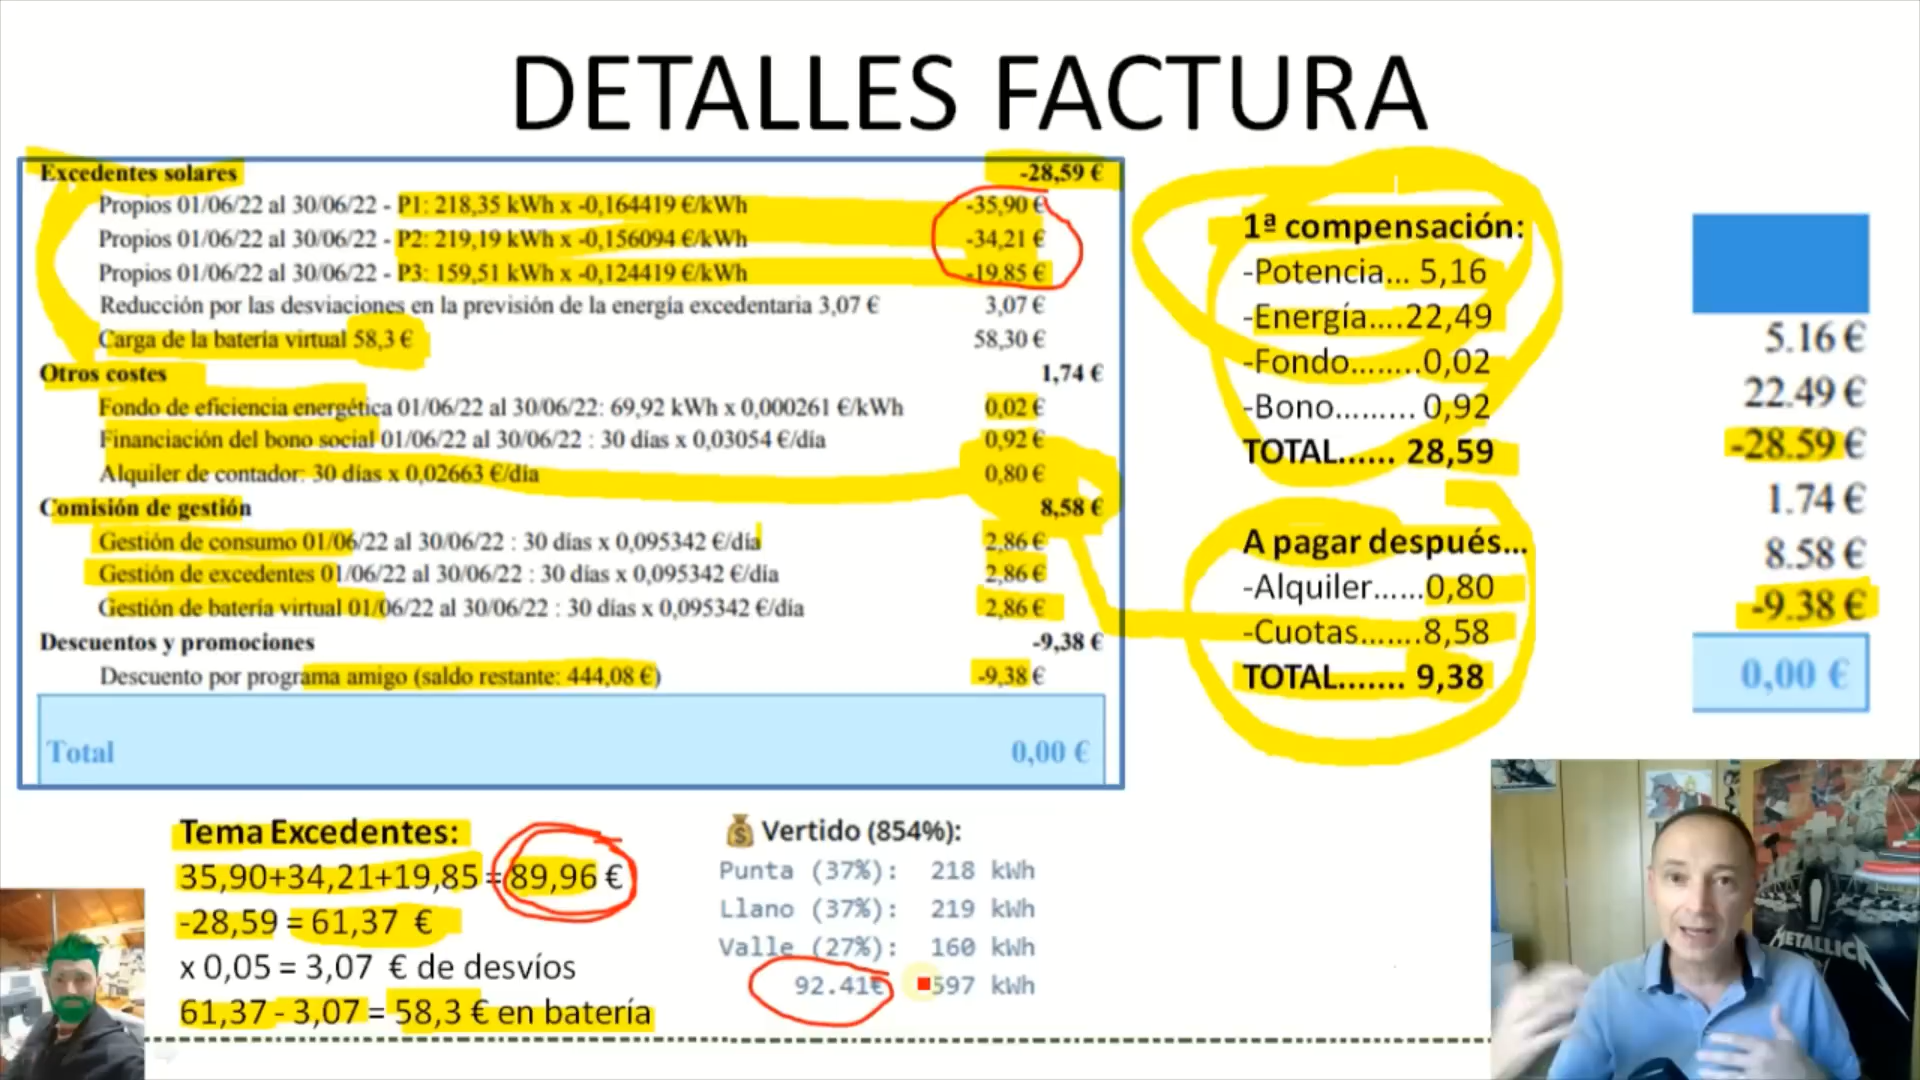 DETALLES FACTURA
Excedentes solares -28,59 €
Propios 01/06/22 al 30/06/22 - P1: 218,35 kWh x -0,164419 €/kWh -35,90 €
Propios 01/06/22 al 30/06/22 - P2: 219,19 kWh x -0,156094 €/kWh -34,21 €
Propios 01/06/22 al 30/06/22 - P3: 159,51 kWh x -0,124419 €/kWh -19,85 €
Reducción por las desviaciones en la previsión de la energía excedentaria 3,07 € 3,07 €
Carga de la batería virtual 58,3 € 58,30 €
Otros costes 1,74 €
Fondo de eficiencia energética 01/06/22 al 30/06/22: 69,92 kWh x 0,000261 €/kWh 0,02 €
Financiación del bono social 01/06/22 al 30/06/22 : 30 días x 0,03054 €/día 0,92 €
Alquiler de contador: 30 días x 0,02663 €/día 0,80 €
Comisión de gestión 8,58 €
Gestión de consumo 01/06/22 al 30/06/22 : 30 días x 0,095342 €/día 2,86 €
Gestión de excedentes 01/06/22 al 30/06/22 : 30 días x 0,095342 €/día 2,86 €
Gestión de batería virtual 01/06/22 al 30/06/22 : 30 días x 0,095342 €/día 2,86 €
Descuentos y promociones -9,38 €
Descuento por programa amigo (saldo restante: 444,08 €) -9,38 €
Total 0,00 €
1ª compensación:
-Potencia... 5,16
-Energía....22,49
-Fondo........0,02
-Bono......... 0,92
TOTAL...... 28,59
A pagar después...
-Alquiler......0,80
-Cuotas.......8,58
TOTAL....... 9,38
5.16 €
22.49 €
-28.59 €
1.74 €
8.58 €
-9.38 €
0,00 €
Tema Excedentes:
35,90+34,21+19,85 = 89,96 €
-28,59 = 61,37 €
x 0,05 = 3,07 € de desvíos
61,37 - 3,07 = 58,3 € en batería
Vertido (854%):
Punta (37%): 218 kWh
Llano (37%): 219 kWh
Valle (27%): 160 kWh
92.41€ 597 kWh
METALLICA